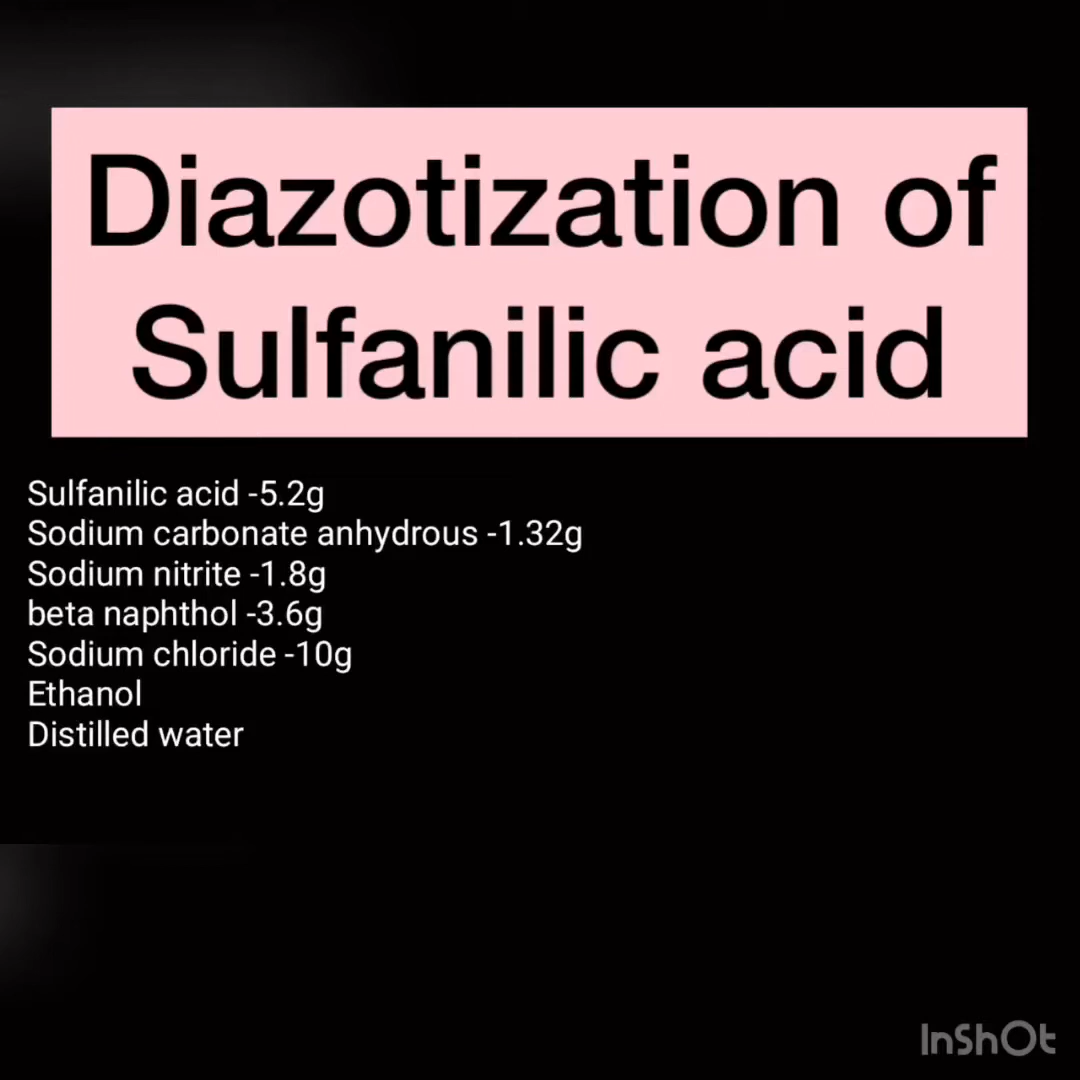 Diazotization of
Sulfanilic acid
Sulfanilic acid -5.2g
Sodium carbonate anhydrous -1.32g
Sodium nitrite -1.8g
beta naphthol -3.6g
Sodium chloride -10g
Ethanol
Distilled water
InShOt